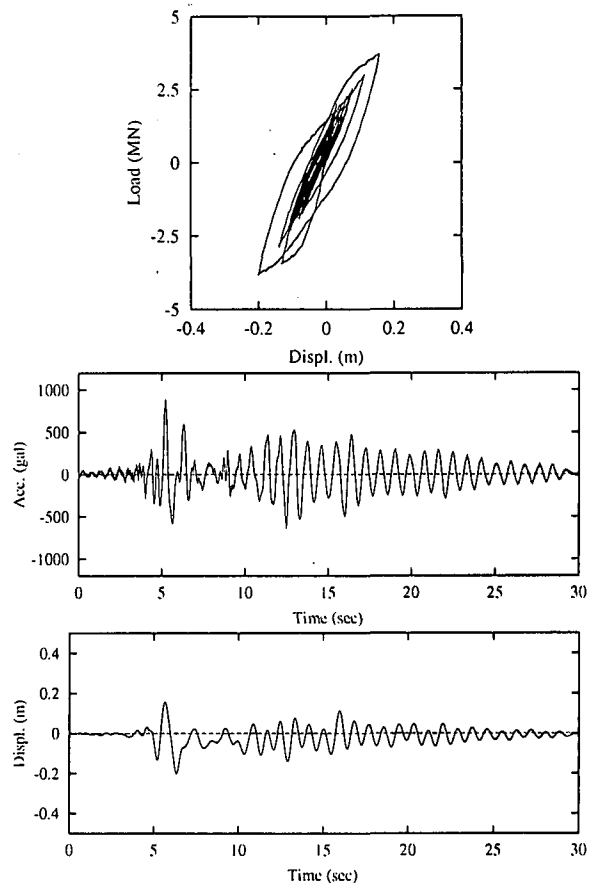 5
2.5
0
-2.5
-5
Load (MN)
-0.4 -0.2 0 0.2 0.4
Displ. (m)
1000
500
0
-500
-1000
Acc. (gal)
0 5 10 15 20 25 30
Time (sec)
0.4
0.2
0
-0.2
-0.4
Displ. (m)
0 5 10 15 20 25 30
Time (sec)